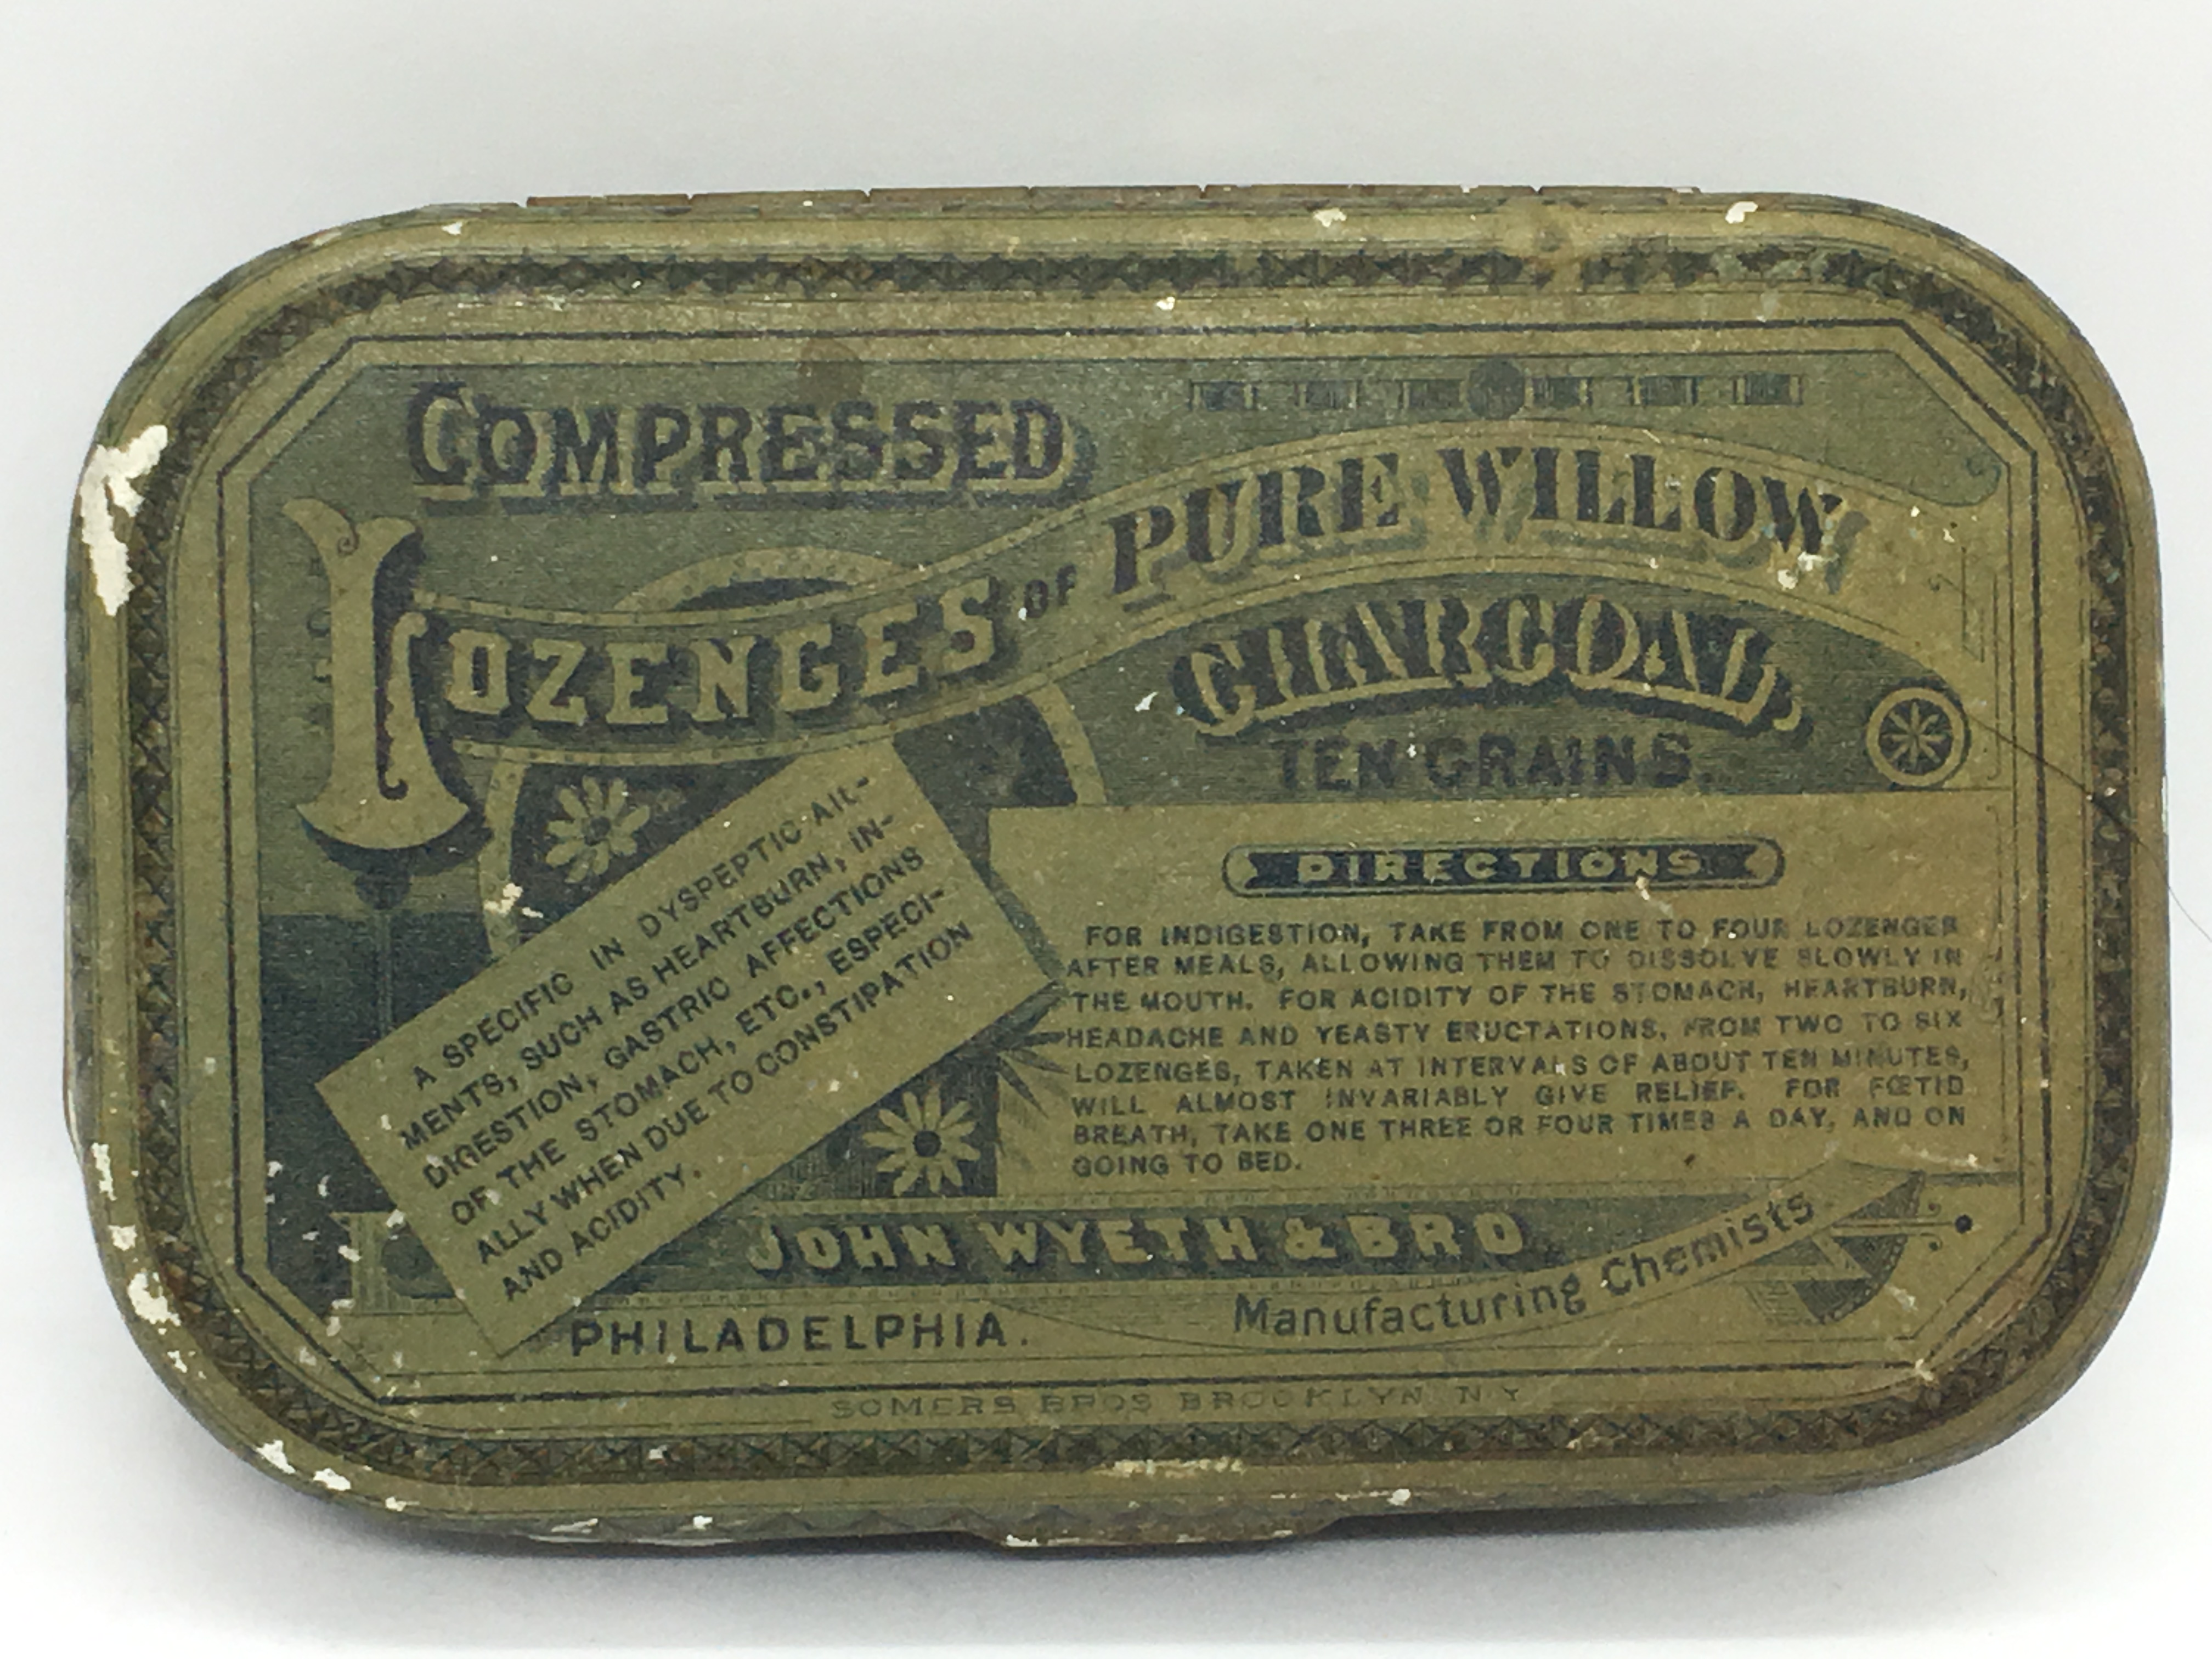 COMPRESSED
LOZENGES OF PURE WILLOW
CHARCOAL,
TEN GRAINS.
A SPECIFIC IN DYSPEPTIC AIL-
MENTS, SUCH AS HEARTBURN, IN-
DIGESTION, GASTRIC AFFECTIONS
OF THE STOMACH, ETC., ESPECI-
ALLY WHEN DUE TO CONSTIPATION
AND ACIDITY.
DIRECTIONS
FOR INDIGESTION, TAKE FROM ONE TO FOUR LOZENGES
AFTER MEALS, ALLOWING THEM TO DISSOLVE SLOWLY IN
THE MOUTH. FOR ACIDITY OF THE STOMACH, HEARTBURN,
HEADACHE AND YEASTY ERUCTATIONS, FROM TWO TO SIX
LOZENGES, TAKEN AT INTERVALS OF ABOUT TEN MINUTES,
WILL ALMOST INVARIABLY GIVE RELIEF. FOR FŒTID
BREATH, TAKE ONE THREE OR FOUR TIMES A DAY, AND ON
GOING TO BED.
JOHN WYETH & BRO
Manufacturing Chemists
PHILADELPHIA.
SOMERS BROS BROOKLYN N.Y